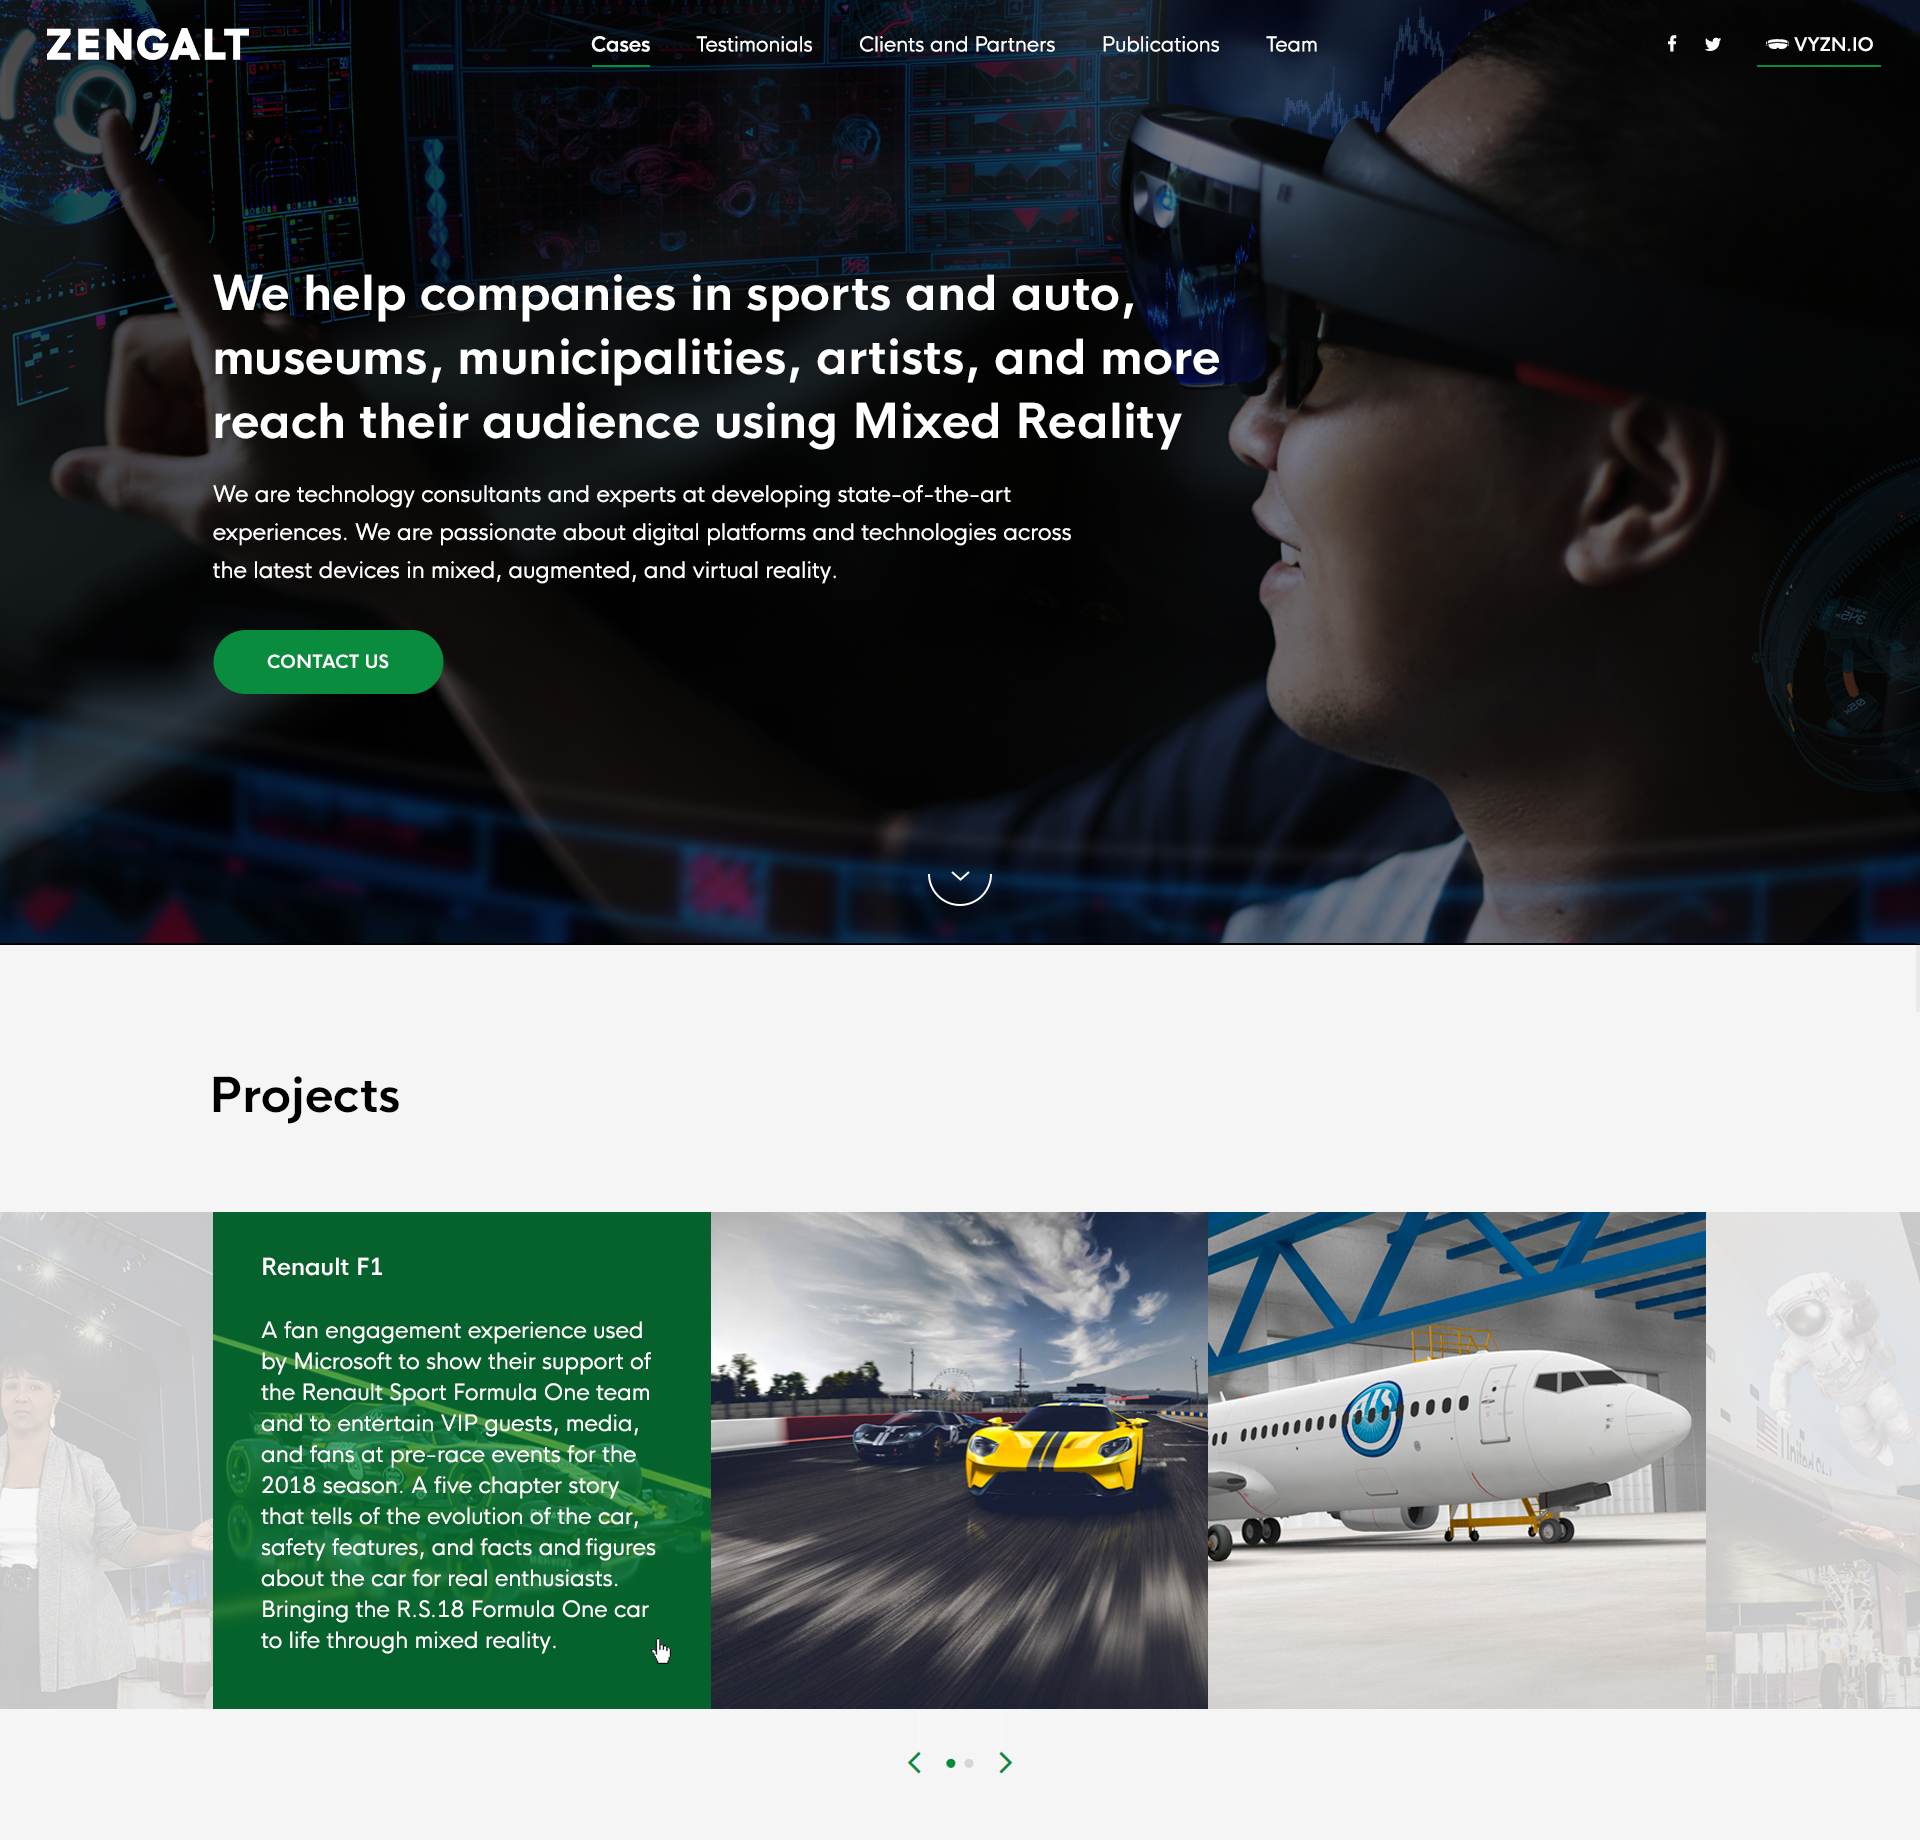 ZENGALT
Cases
Testimonials
Clients and Partners
Publications
Team
VYZN.IO
We help companies in sports and auto,
museums, municipalities, artists, and more
reach their audience using Mixed Reality
We are technology consultants and experts at developing state-of-the-art
experiences. We are passionate about digital platforms and technologies across
the latest devices in mixed, augmented, and virtual reality.
CONTACT US
Projects
Renault F1
A fan engagement experience used
by Microsoft to show their support of
the Renault Sport Formula One team
and to entertain VIP guests, media,
and fans at pre-race events for the
2018 season. A five chapter story
that tells of the evolution of the car,
safety features, and facts and figures
about the car for real enthusiasts.
Bringing the R.S.18 Formula One car
to life through mixed reality.
AIS